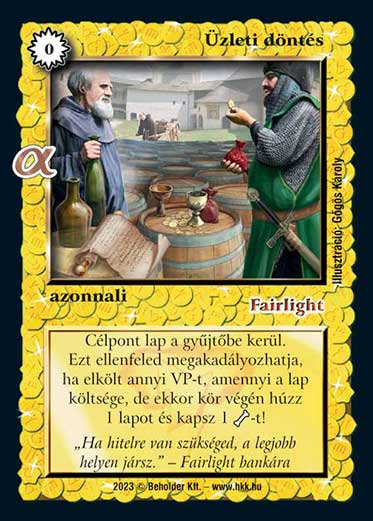 Üzleti döntés
0
α
Illusztráció: Gőgös Károly
azonnali
Fairlight
Célpont lap a gyűjtőbe kerül.
Ezt ellenfeled megakadályozhatja,
ha elkölt annyi VP-t, amennyi a lap
költsége, de ekkor kör végén húzz
1 lapot és kapsz 1 -t!
„Ha hitelre van szükséged, a legjobb
helyen jársz.” – Fairlight bankára
2023 © Beholder Kft. – www.hkk.hu